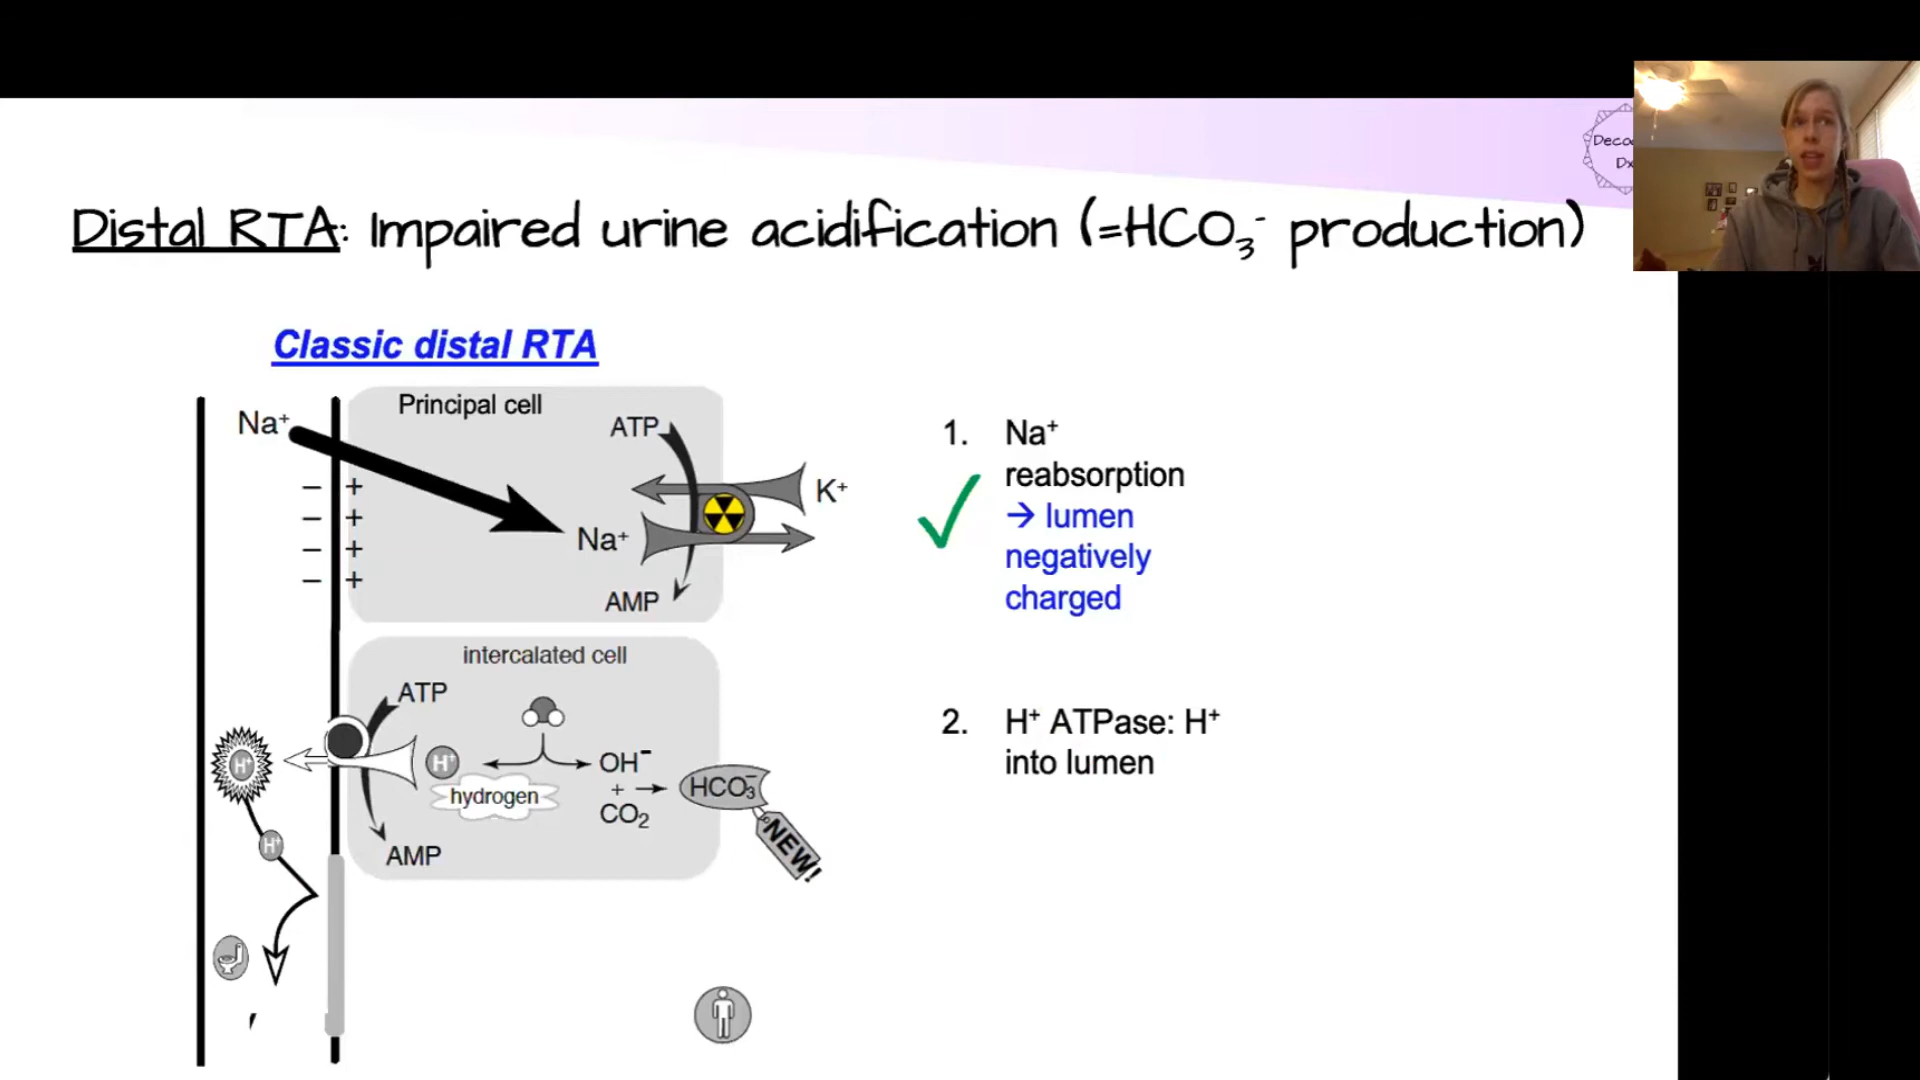 Distal RTA: Impaired urine acidification (=HCO₃⁻ production)
Classic distal RTA
Principal cell
Na⁺
ATP
K⁺
Na⁺
AMP
– +
– +
– +
– +
1. Na⁺
reabsorption
→ lumen
negatively
charged
intercalated cell
ATP
H⁺
H⁺
hydrogen
OH⁻
+
CO₂
HCO₃⁻
NEW!
H⁺
AMP
2. H⁺ ATPase: H⁺
into lumen